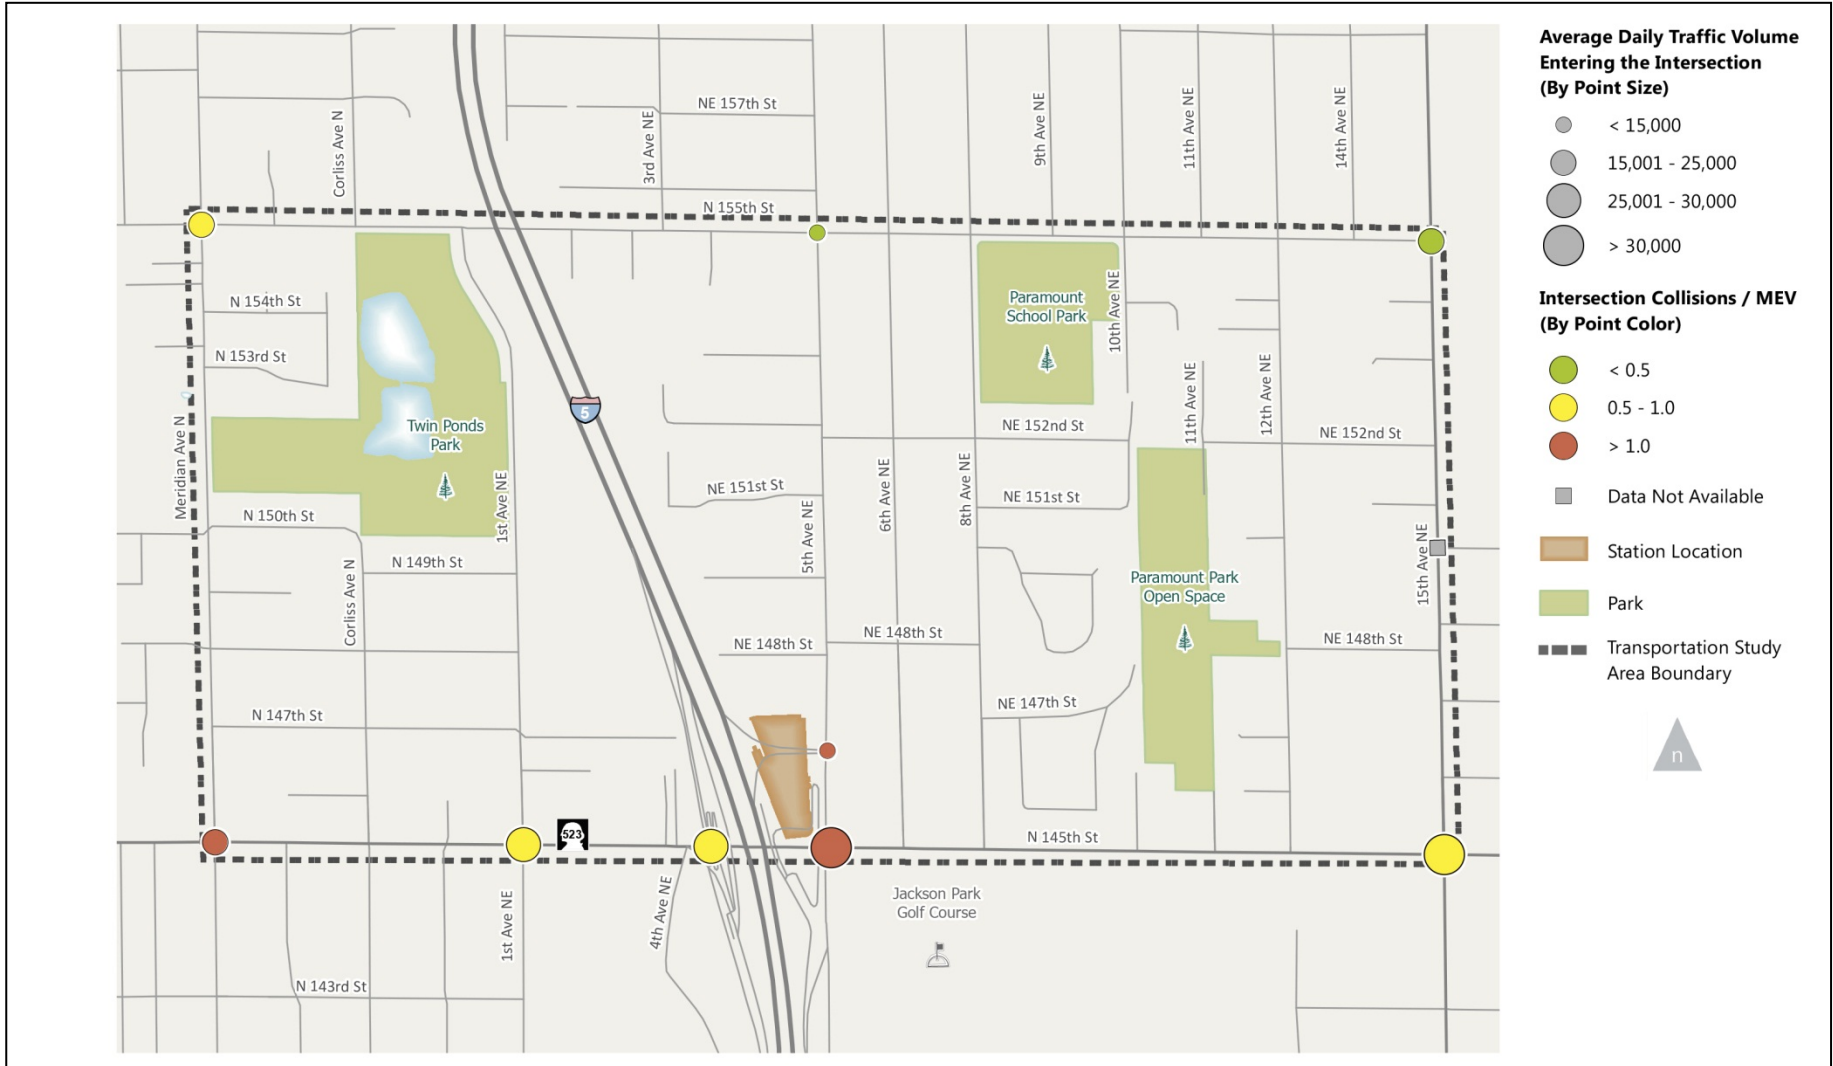 Average Daily Traffic Volume
Entering the Intersection
(By Point Size)
< 15,000
15,001 - 25,000
25,001 - 30,000
> 30,000
Intersection Collisions / MEV
(By Point Color)
< 0.5
0.5 - 1.0
> 1.0
Data Not Available
Station Location
Park
Transportation Study
Area Boundary
n
NE 157th St
Corliss Ave N
3rd Ave NE
9th Ave NE
11th Ave NE
14th Ave NE
N 155th St
N 154th St
N 153rd St
Paramount
School Park
10th Ave NE
5
Twin Ponds
Park
Meridian Ave N
11th Ave NE
12th Ave NE
NE 152nd St
NE 152nd St
NE 151st St
NE 151st St
N 150th St
1st Ave NE
5th Ave NE
6th Ave NE
8th Ave NE
15th Ave NE
N 149th St
Corliss Ave N
Paramount Park
Open Space
NE 148th St
NE 148th St
NE 148th St
NE 147th St
N 147th St
523
N 145th St
1st Ave NE
4th Ave NE
Jackson Park
Golf Course
N 143rd St